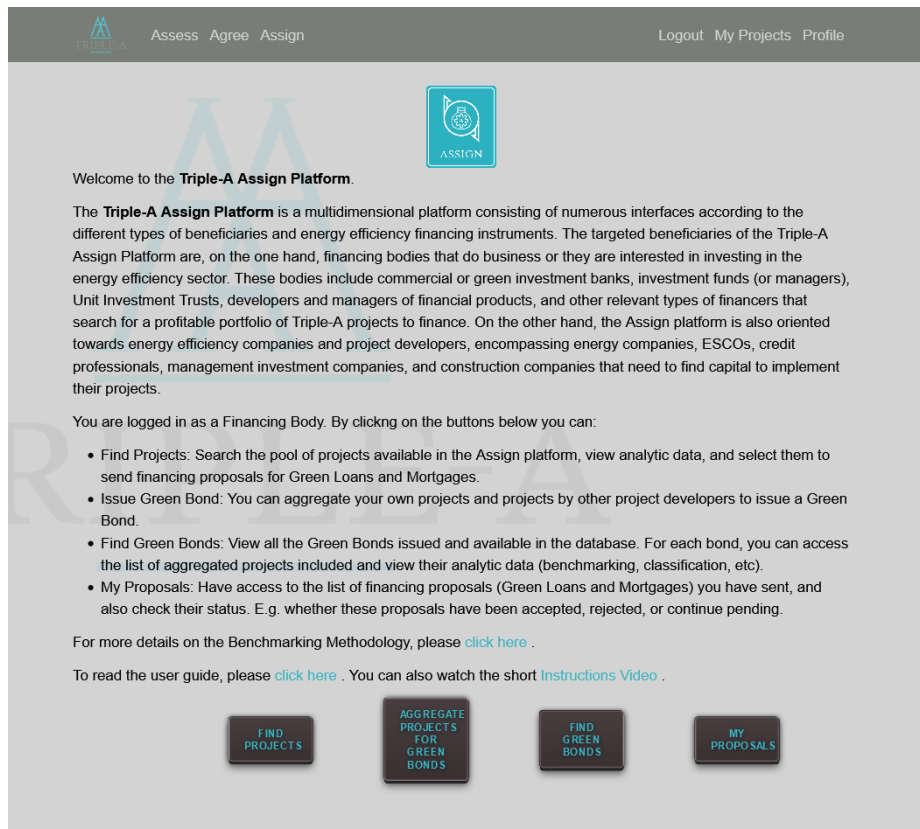 TRIPLE-A Assess Agree Assign Logout My Projects Profile
ASSIGN
Welcome to the Triple-A Assign Platform.
The Triple-A Assign Platform is a multidimensional platform consisting of numerous interfaces according to the
different types of beneficiaries and energy efficiency financing instruments. The targeted beneficiaries of the Triple-A
Assign Platform are, on the one hand, financing bodies that do business or they are interested in investing in the
energy efficiency sector. These bodies include commercial or green investment banks, investment funds (or managers),
Unit Investment Trusts, developers and managers of financial products, and other relevant types of financers that
search for a profitable portfolio of Triple-A projects to finance. On the other hand, the Assign platform is also oriented
towards energy efficiency companies and project developers, encompassing energy companies, ESCOs, credit
professionals, management investment companies, and construction companies that need to find capital to implement
their projects.
You are logged in as a Financing Body. By clickng on the buttons below you can:
• Find Projects: Search the pool of projects available in the Assign platform, view analytic data, and select them to
send financing proposals for Green Loans and Mortgages.
• Issue Green Bond: You can aggregate your own projects and projects by other project developers to issue a Green
Bond.
• Find Green Bonds: View all the Green Bonds issued and available in the database. For each bond, you can access
the list of aggregated projects included and view their analytic data (benchmarking, classification, etc).
• My Proposals: Have access to the list of financing proposals (Green Loans and Mortgages) you have sent, and
also check their status. E.g. whether these proposals have been accepted, rejected, or continue pending.
For more details on the Benchmarking Methodology, please click here .
To read the user guide, please click here . You can also watch the short Instructions Video .
FIND
PROJECTS
AGGREGATE
PROJECTS
FOR
GREEN
BONDS
FIND
GREEN
BONDS
MY
PROPOSALS
TRIPLE-A